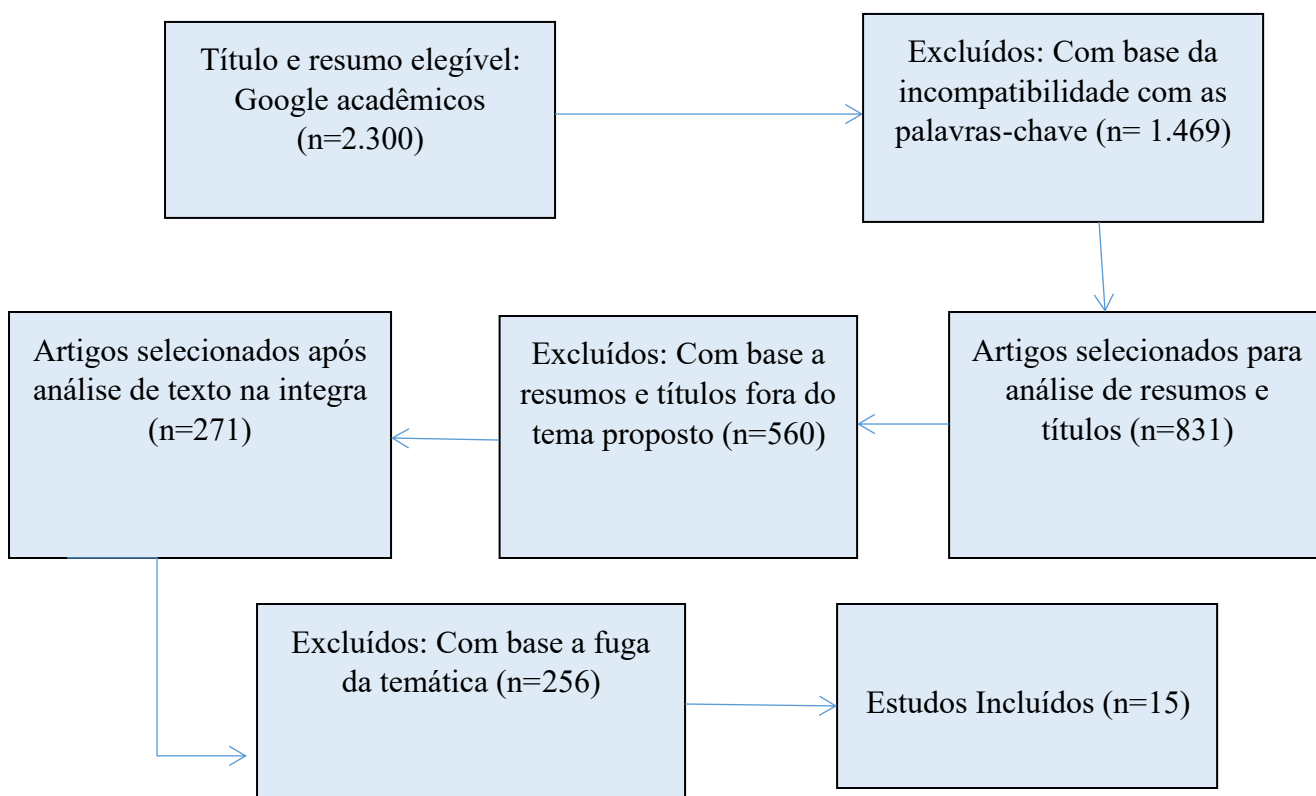 Título e resumo elegível:
Google acadêmicos
(n=2.300)
Excluídos: Com base da
incompatibilidade com as
palavras-chave (n= 1.469)
Artigos selecionados para
análise de resumos e
títulos (n=831)
Excluídos: Com base a
resumos e títulos fora do
tema proposto (n=560)
Artigos selecionados após
análise de texto na integra
(n=271)
Excluídos: Com base a fuga
da temática (n=256)
Estudos Incluídos (n=15)